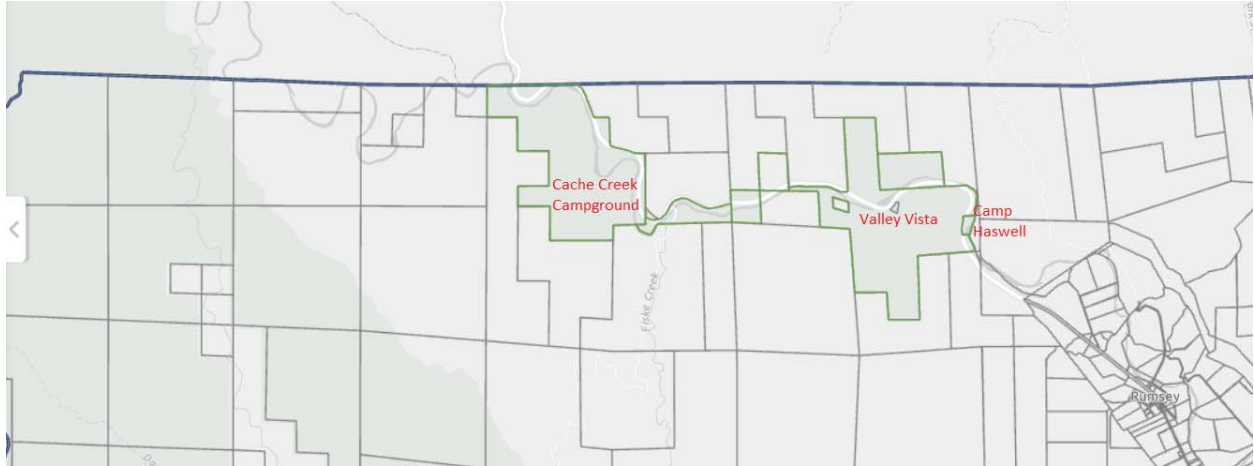 Cache Creek
Campground
Valley Vista
Camp
Haswell
Fiske Creek
Rumsey